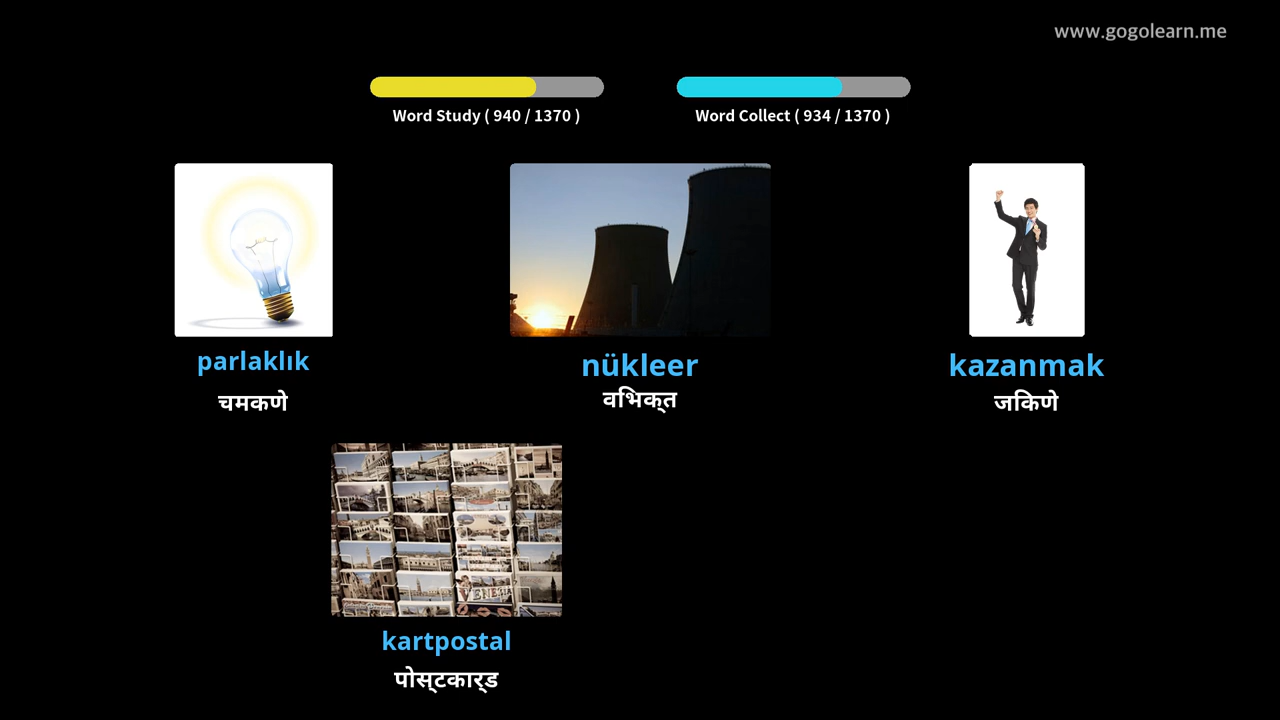 www.gogolearn.me
Word Study ( 940 / 1370 )
Word Collect ( 934 / 1370 )
parlaklık
nükleer
kazanmak
चमकणे
वभिक्‌त
जकिणे
VENEZIA
kartpostal
पोस्‌टकार्‌ड